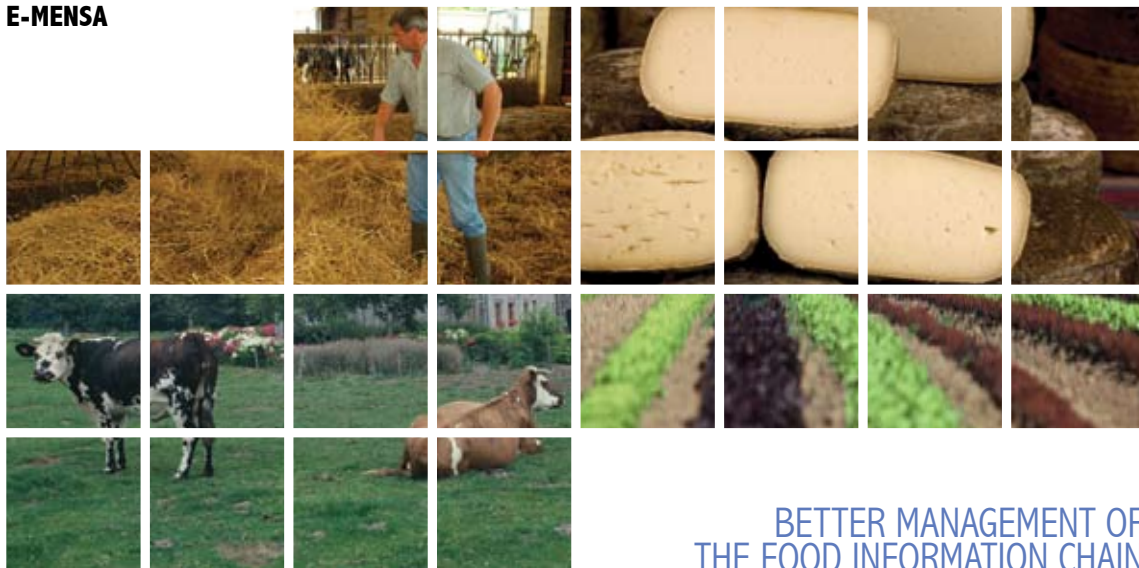 E-MENSA
BETTER MANAGEMENT OF
THE FOOD INFORMATION CHAIN